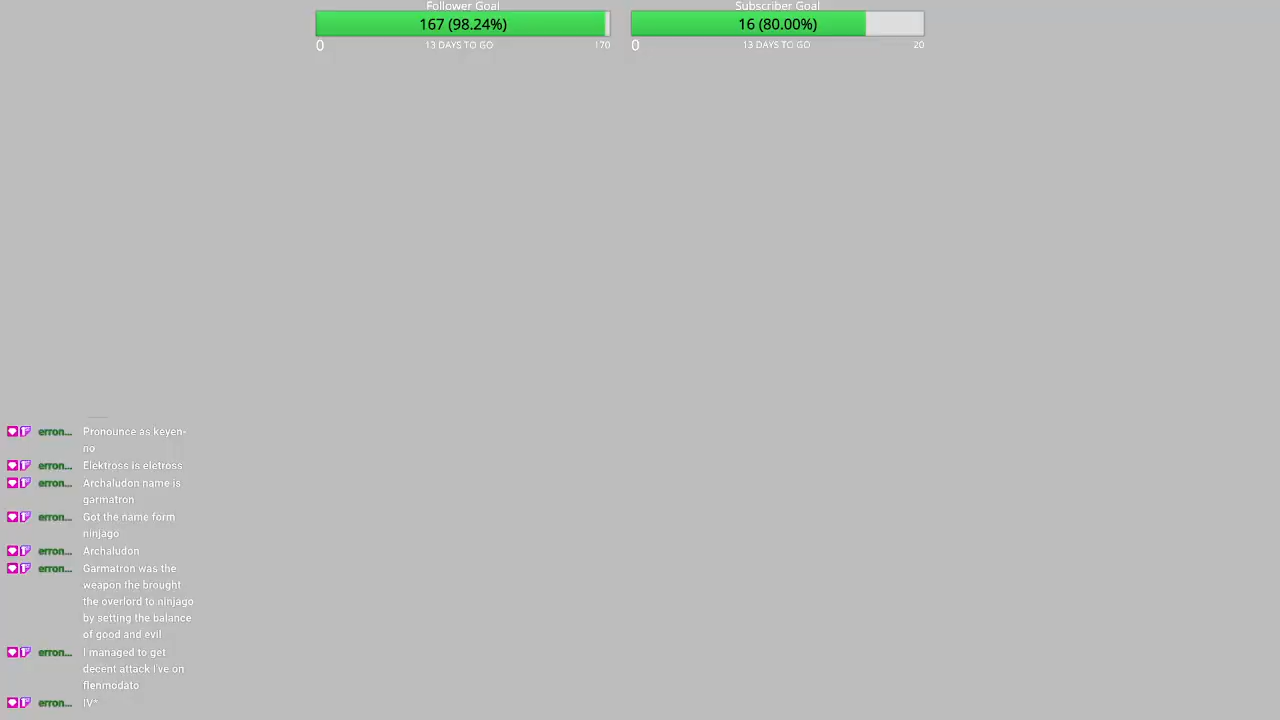 Follower Goal
167 (98.24%)
0
13 DAYS TO GO
170
Subscriber Goal
16 (80.00%)
0
13 DAYS TO GO
20
erron... Pronounce as keyen-
no
erron... Elektross is eletross
erron... Archaludon name is
garmatron
erron... Got the name form
ninjago
erron... Archaludon
erron... Garmatron was the
weapon the brought
the overlord to ninjago
by setting the balance
of good and evil
erron... I managed to get
decent attack I've on
flenmodato
erron... IV*